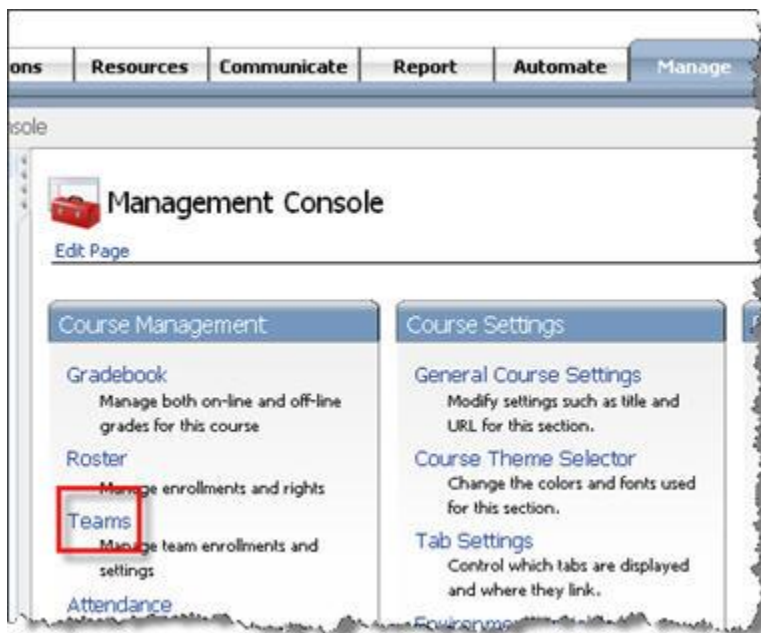 ons Resources Communicate Report Automate Manage
sole
Management Console
Edit Page
Course Management
Gradebook
Manage both on-line and off-line
grades for this course
Roster
Manage enrollments and rights
Teams
Manage team enrollments and
settings
Attendance
Course Settings
General Course Settings
Modify settings such as title and
URL for this section.
Course Theme Selector
Change the colors and fonts used
for this section.
Tab Settings
Control which tabs are displayed
and where they link.